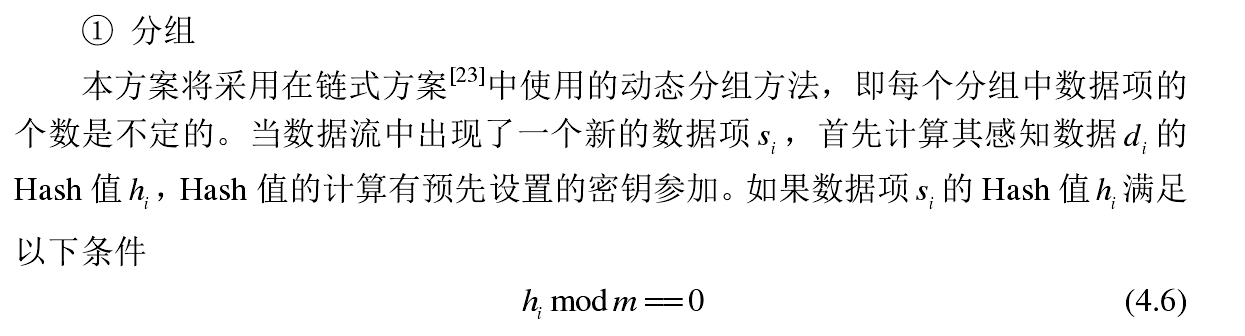 ① 分组
本方案将采用在链式方案[23]中使用的动态分组方法，即每个分组中数据项的
个数是不定的。当数据流中出现了一个新的数据项 s_i，首先计算其感知数据 d_i 的
Hash 值 h_i，Hash 值的计算有预先设置的密钥参加。如果数据项 s_i 的 Hash 值 h_i 满足
以下条件
h_i mod m == 0 (4.6)